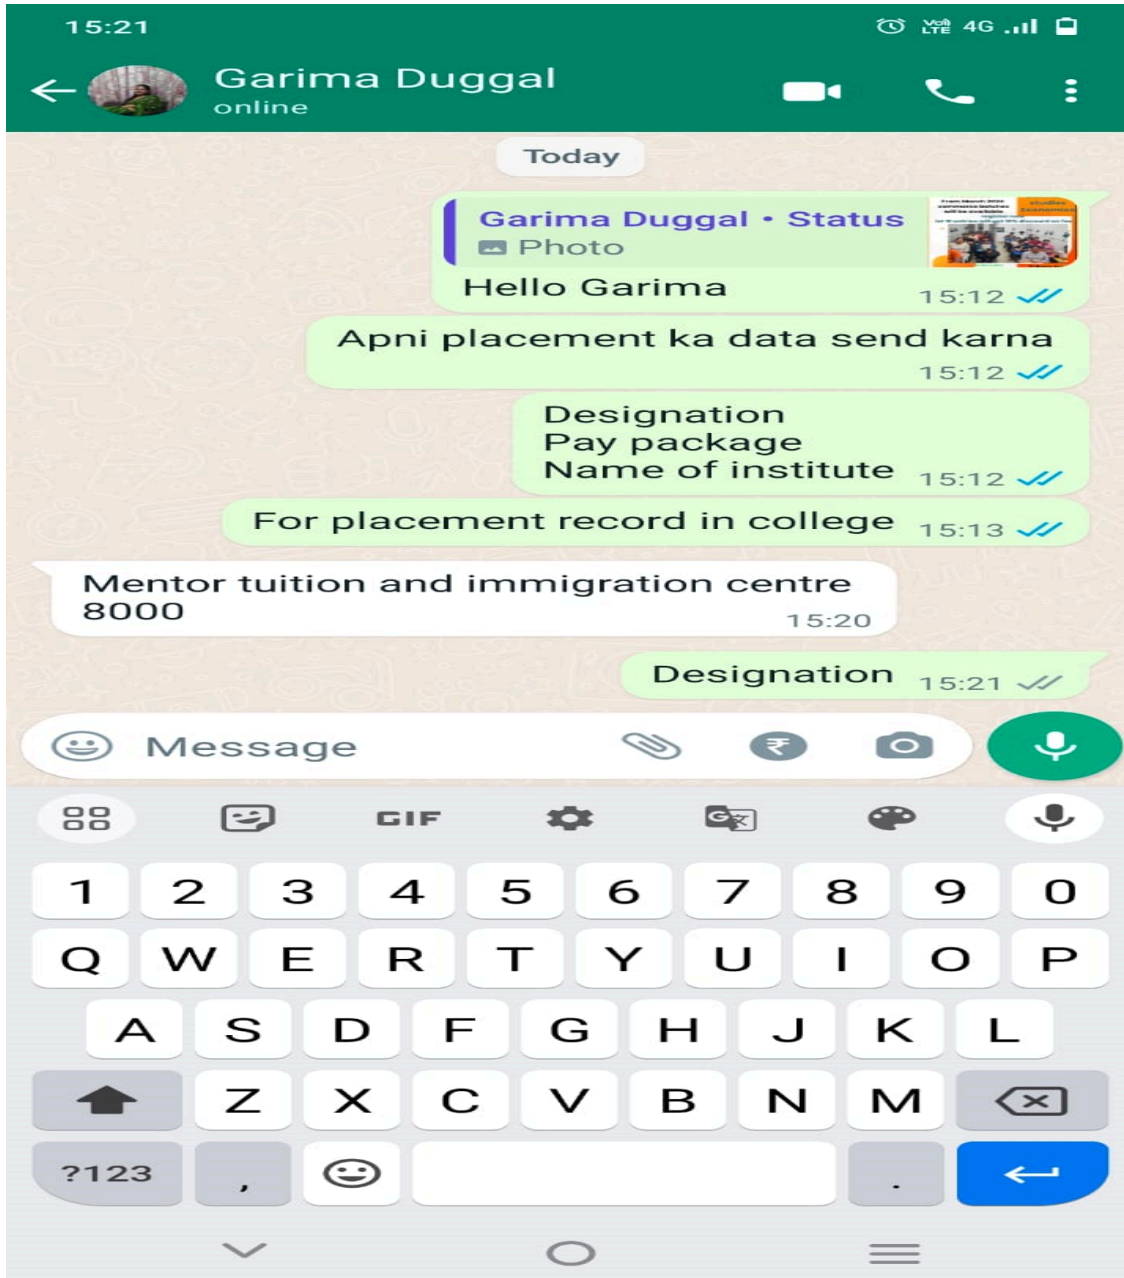 15:21
Vo)) LTE 4G
Garima Duggal
online
Today
Garima Duggal • Status
Photo
Hello Garima
15:12
Apni placement ka data send karna
15:12
Designation
Pay package
Name of institute 15:12
For placement record in college 15:13
Mentor tuition and immigration centre
8000
15:20
Designation 15:21
Message
₹
GIF
G
1 2 3 4 5 6 7 8 9 0
Q W E R T Y U I O P
A S D F G H J K L
Z X C V B N M
?123 , .